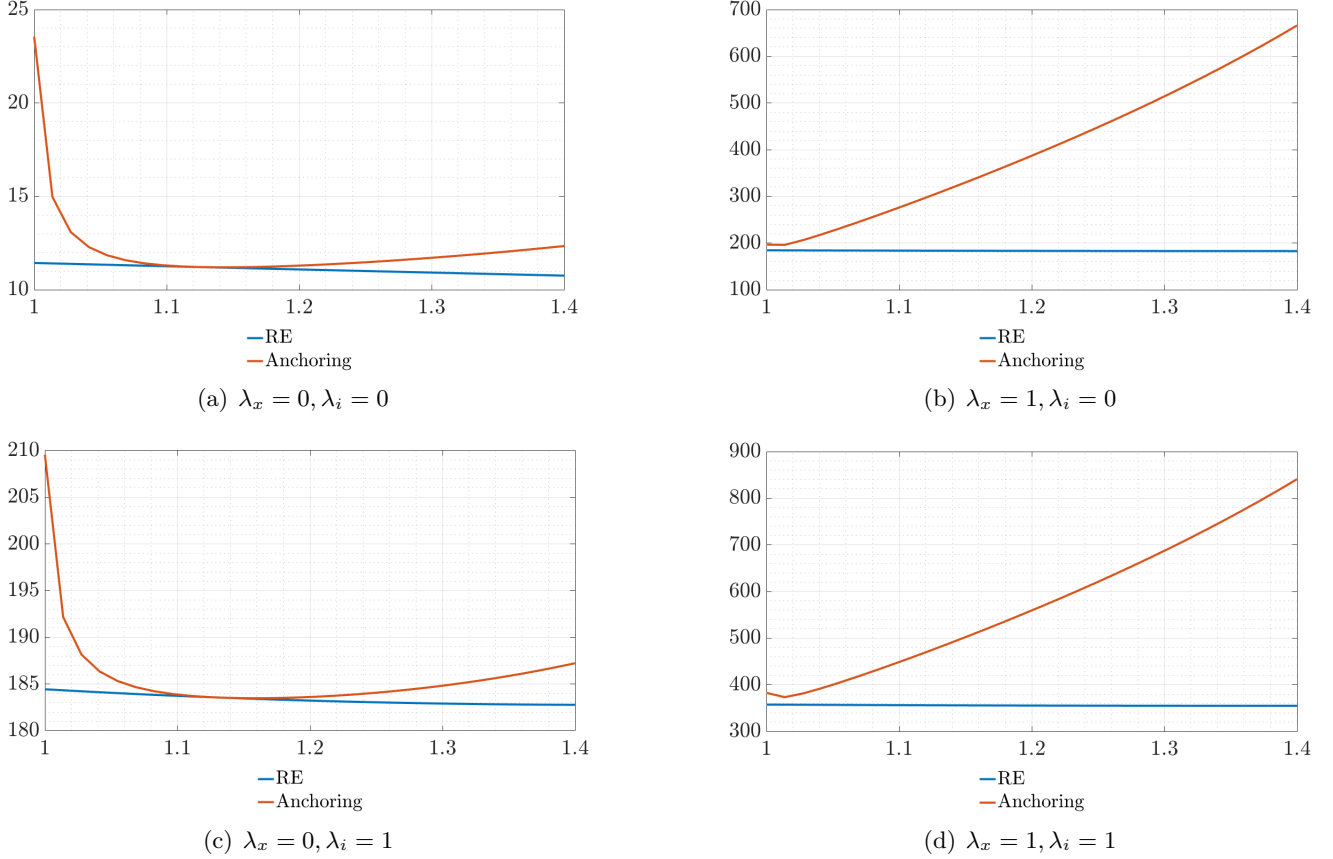 25
20
15
10
1 1.1 1.2 1.3 1.4
RE
Anchoring
(a) λx = 0, λi = 0
700
600
500
400
300
200
100
1 1.1 1.2 1.3 1.4
RE
Anchoring
(b) λx = 1, λi = 0
210
205
200
195
190
185
180
1 1.1 1.2 1.3 1.4
RE
Anchoring
(c) λx = 0, λi = 1
900
800
700
600
500
400
300
1 1.1 1.2 1.3 1.4
RE
Anchoring
(d) λx = 1, λi = 1